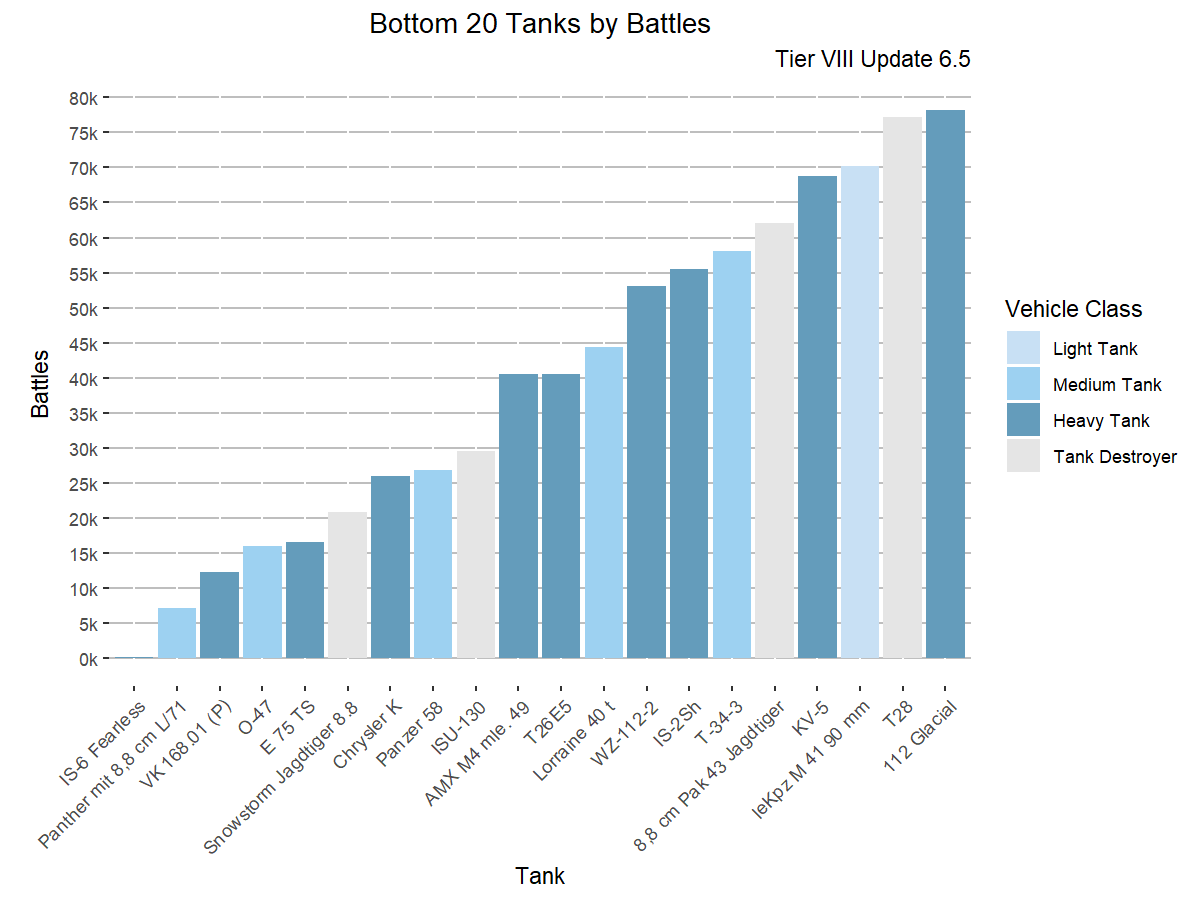 Bottom 20 Tanks by Battles
Tier VIII Update 6.5
80k
75k
70k
65k
60k
55k
50k
45k
40k
35k
30k
25k
20k
15k
10k
5k
0k
Battles
IS-6 Fearless
Panther mit 8,8 cm L/71
VK 168.01 (P)
O-47
E 75 TS
Snowstorm Jagdtiger 8.8
Chrysler K
Panzer 58
ISU-130
AMX M4 mle. 49
T26E5
Lorraine 40 t
WZ-112-2
IS-2Sh
T-34-3
8,8 cm Pak 43 Jagdtiger
KV-5
leKpz M 41 90 mm
T28
112 Glacial
Tank
Vehicle Class
Light Tank
Medium Tank
Heavy Tank
Tank Destroyer